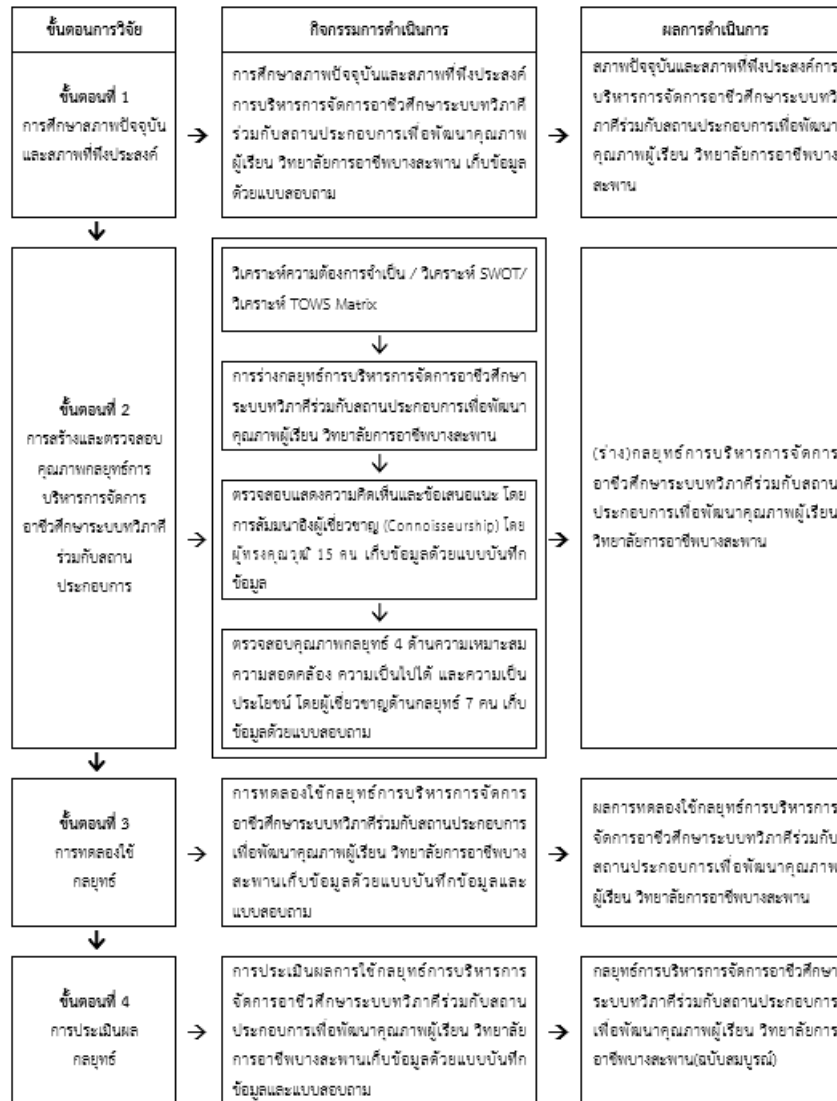 ขั้นตอนการวิจัย
กิจกรรมการดำเนินการ
ผลการดำเนินการ
ขั้นตอนที่ 1
การศึกษาสภาพปัจจุบัน
และสภาพที่พึงประสงค์
→
การศึกษาสภาพปัจจุบันและสภาพที่พึงประสงค์
การบริหารการจัดการอาชีวศึกษาระบบทวิภาคี
ร่วมกับสถานประกอบการเพื่อพัฒนาคุณภาพ
ผู้เรียน วิทยาลัยการอาชีพบางสะพาน เก็บข้อมูล
ด้วยแบบสอบถาม
→
สภาพปัจจุบันและสภาพที่พึงประสงค์การ
บริหารการจัดการอาชีวศึกษาระบบทวิ
ภาคีร่วมกับสถานประกอบการเพื่อพัฒนา
คุณภาพผู้เรียน วิทยาลัยการอาชีพบาง
สะพาน
↓
ขั้นตอนที่ 2
การสร้างและตรวจสอบ
คุณภาพกลยุทธ์การ
บริหารการจัดการ
อาชีวศึกษาระบบทวิภาคี
ร่วมกับสถาน
ประกอบการ
→
วิเคราะห์ความต้องการจำเป็น / วิเคราะห์ SWOT/
วิเคราะห์ TOWS Matrix
↓
การร่างกลยุทธ์การบริหารการจัดการอาชีวศึกษา
ระบบทวิภาคีร่วมกับสถานประกอบการเพื่อพัฒนา
คุณภาพผู้เรียน วิทยาลัยการอาชีพบางสะพาน
↓
ตรวจสอบแสดงความคิดเห็นและข้อเสนอแนะ โดย
การสัมมนาอิงผู้เชี่ยวชาญ (Connoisseurship) โดย
ผู้ทรงคุณวุฒิ 15 คน เก็บข้อมูลด้วยแบบบันทึก
ข้อมูล
↓
ตรวจสอบคุณภาพกลยุทธ์ 4 ด้านความเหมาะสม
ความสอดคล้อง ความเป็นไปได้ และความเป็น
ประโยชน์ โดยผู้เชี่ยวชาญด้านกลยุทธ์ 7 คน เก็บ
ข้อมูลด้วยแบบสอบถาม
→
(ร่าง)กลยุทธ์การบริหารการจัดการ
อาชีวศึกษาระบบทวิภาคีร่วมกับสถาน
ประกอบการเพื่อพัฒนาคุณภาพผู้เรียน
วิทยาลัยการอาชีพบางสะพาน
↓
ขั้นตอนที่ 3
การทดลองใช้
กลยุทธ์
→
การทดลองใช้กลยุทธ์การบริหารการจัดการ
อาชีวศึกษาระบบทวิภาคีร่วมกับสถานประกอบการ
เพื่อพัฒนาคุณภาพผู้เรียน วิทยาลัยการอาชีพบาง
สะพานเก็บข้อมูลด้วยแบบบันทึกข้อมูลและ
แบบสอบถาม
→
ผลการทดลองใช้กลยุทธ์การบริหารการ
จัดการอาชีวศึกษาระบบทวิภาคีร่วมกับ
สถานประกอบการเพื่อพัฒนาคุณภาพ
ผู้เรียน วิทยาลัยการอาชีพบางสะพาน
↓
ขั้นตอนที่ 4
การประเมินผล
กลยุทธ์
→
การประเมินผลการใช้กลยุทธ์การบริหารการ
จัดการอาชีวศึกษาระบบทวิภาคีร่วมกับสถาน
ประกอบการเพื่อพัฒนาคุณภาพผู้เรียน วิทยาลัย
การอาชีพบางสะพานเก็บข้อมูลด้วยแบบบันทึก
ข้อมูลและแบบสอบถาม
→
กลยุทธ์การบริหารการจัดการอาชีวศึกษา
ระบบทวิภาคีร่วมกับสถานประกอบการ
เพื่อพัฒนาคุณภาพผู้เรียน วิทยาลัยการ
อาชีพบางสะพาน(ฉบับสมบูรณ์)